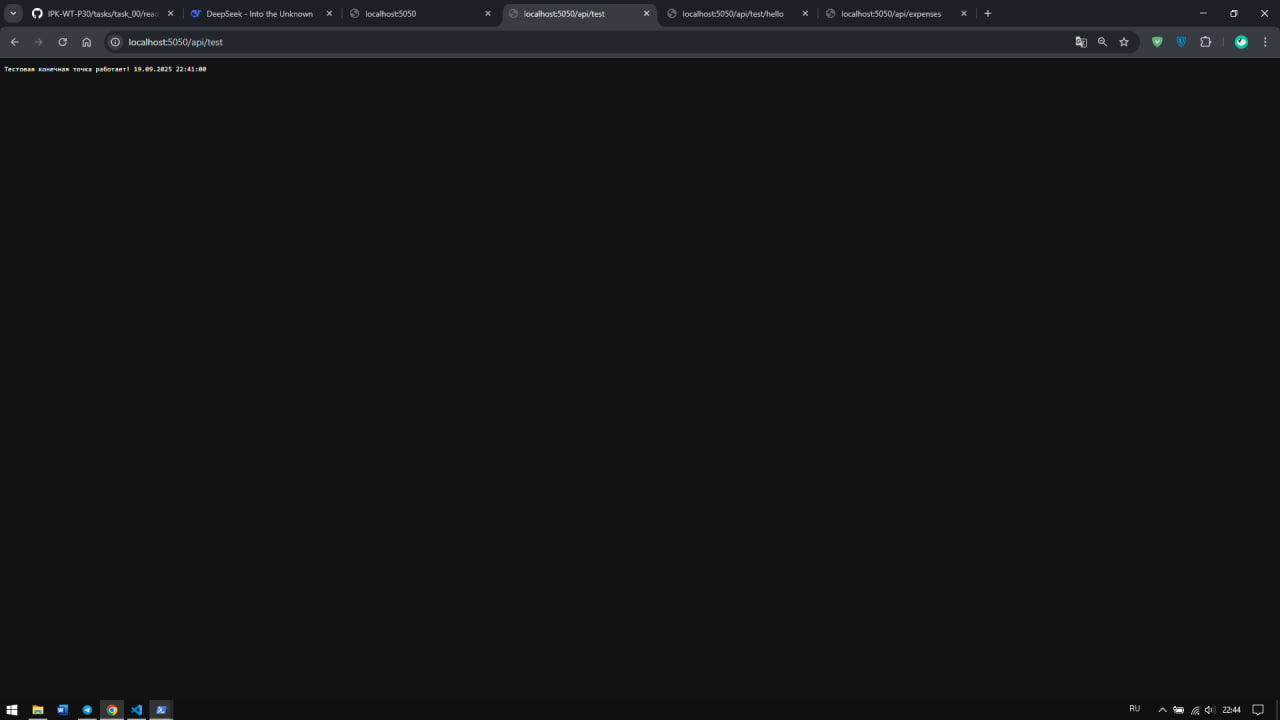 IPK-WT-P30/tasks/task_00/read
DeepSeek - Into the Unknown
localhost:5050
localhost:5050/api/test
localhost:5050/api/test/hello
localhost:5050/api/expenses
localhost:5050/api/test
Тестовая конечная точка работает! 19.09.2025 22:41:00
RU
22:44